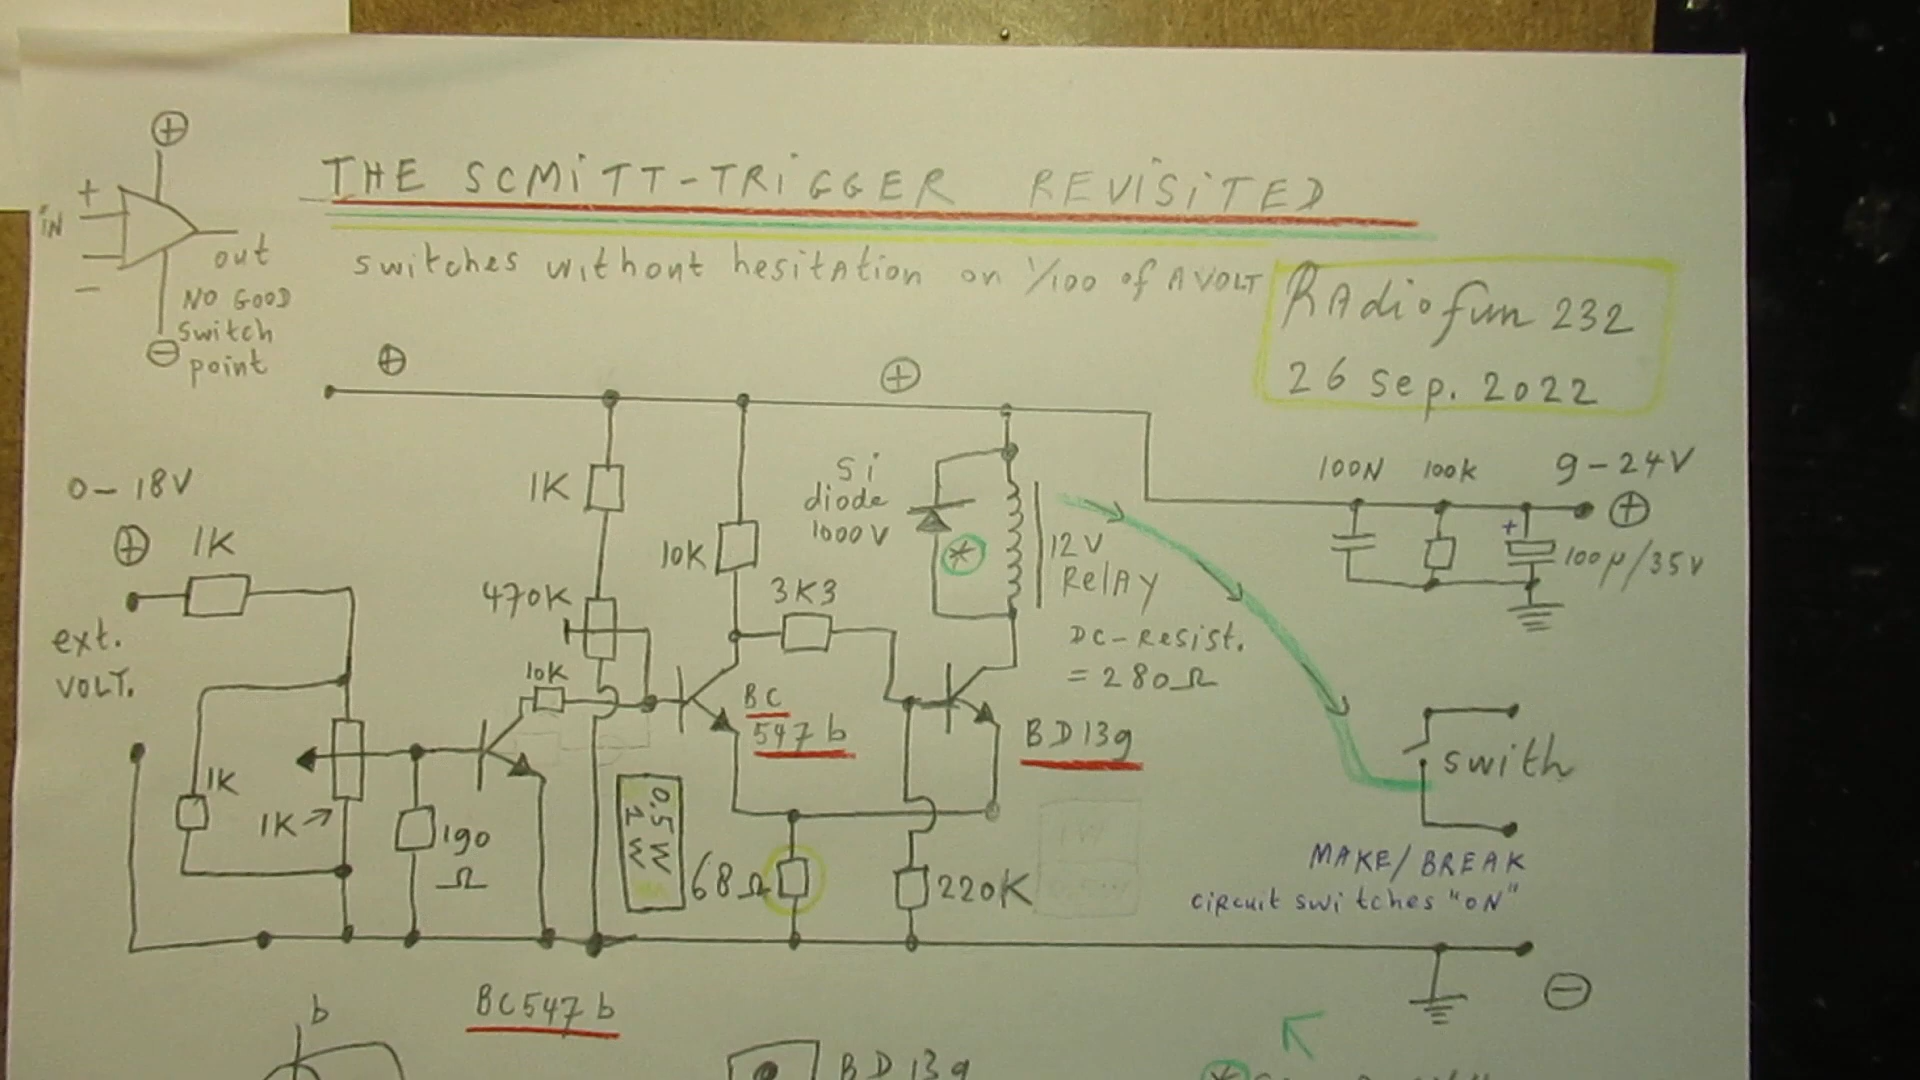 THE SCMiTT-TRiGGER REViSiTED
switches without hesitation on 1/100 of A VOLT
RAdiofun 232
26 Sep. 2022
+
+
iN
out
-
NO GOOD
switch
point
-
+
+
0-18V
+
1K
ext.
VOLT.
1K
1K
190
Ω
1K
470K
10K
10K
3K3
BC
547b
0.5W
1W
68Ω
220K
Si
diode
1000V
*
12V
RelAy
DC-Resist.
=280Ω
BD139
100N
100k
9-24V
+
+
100µ/35V
swith
MAKE/BREAK
circuit switches "ON"
-
BC547b
b
BD139
*